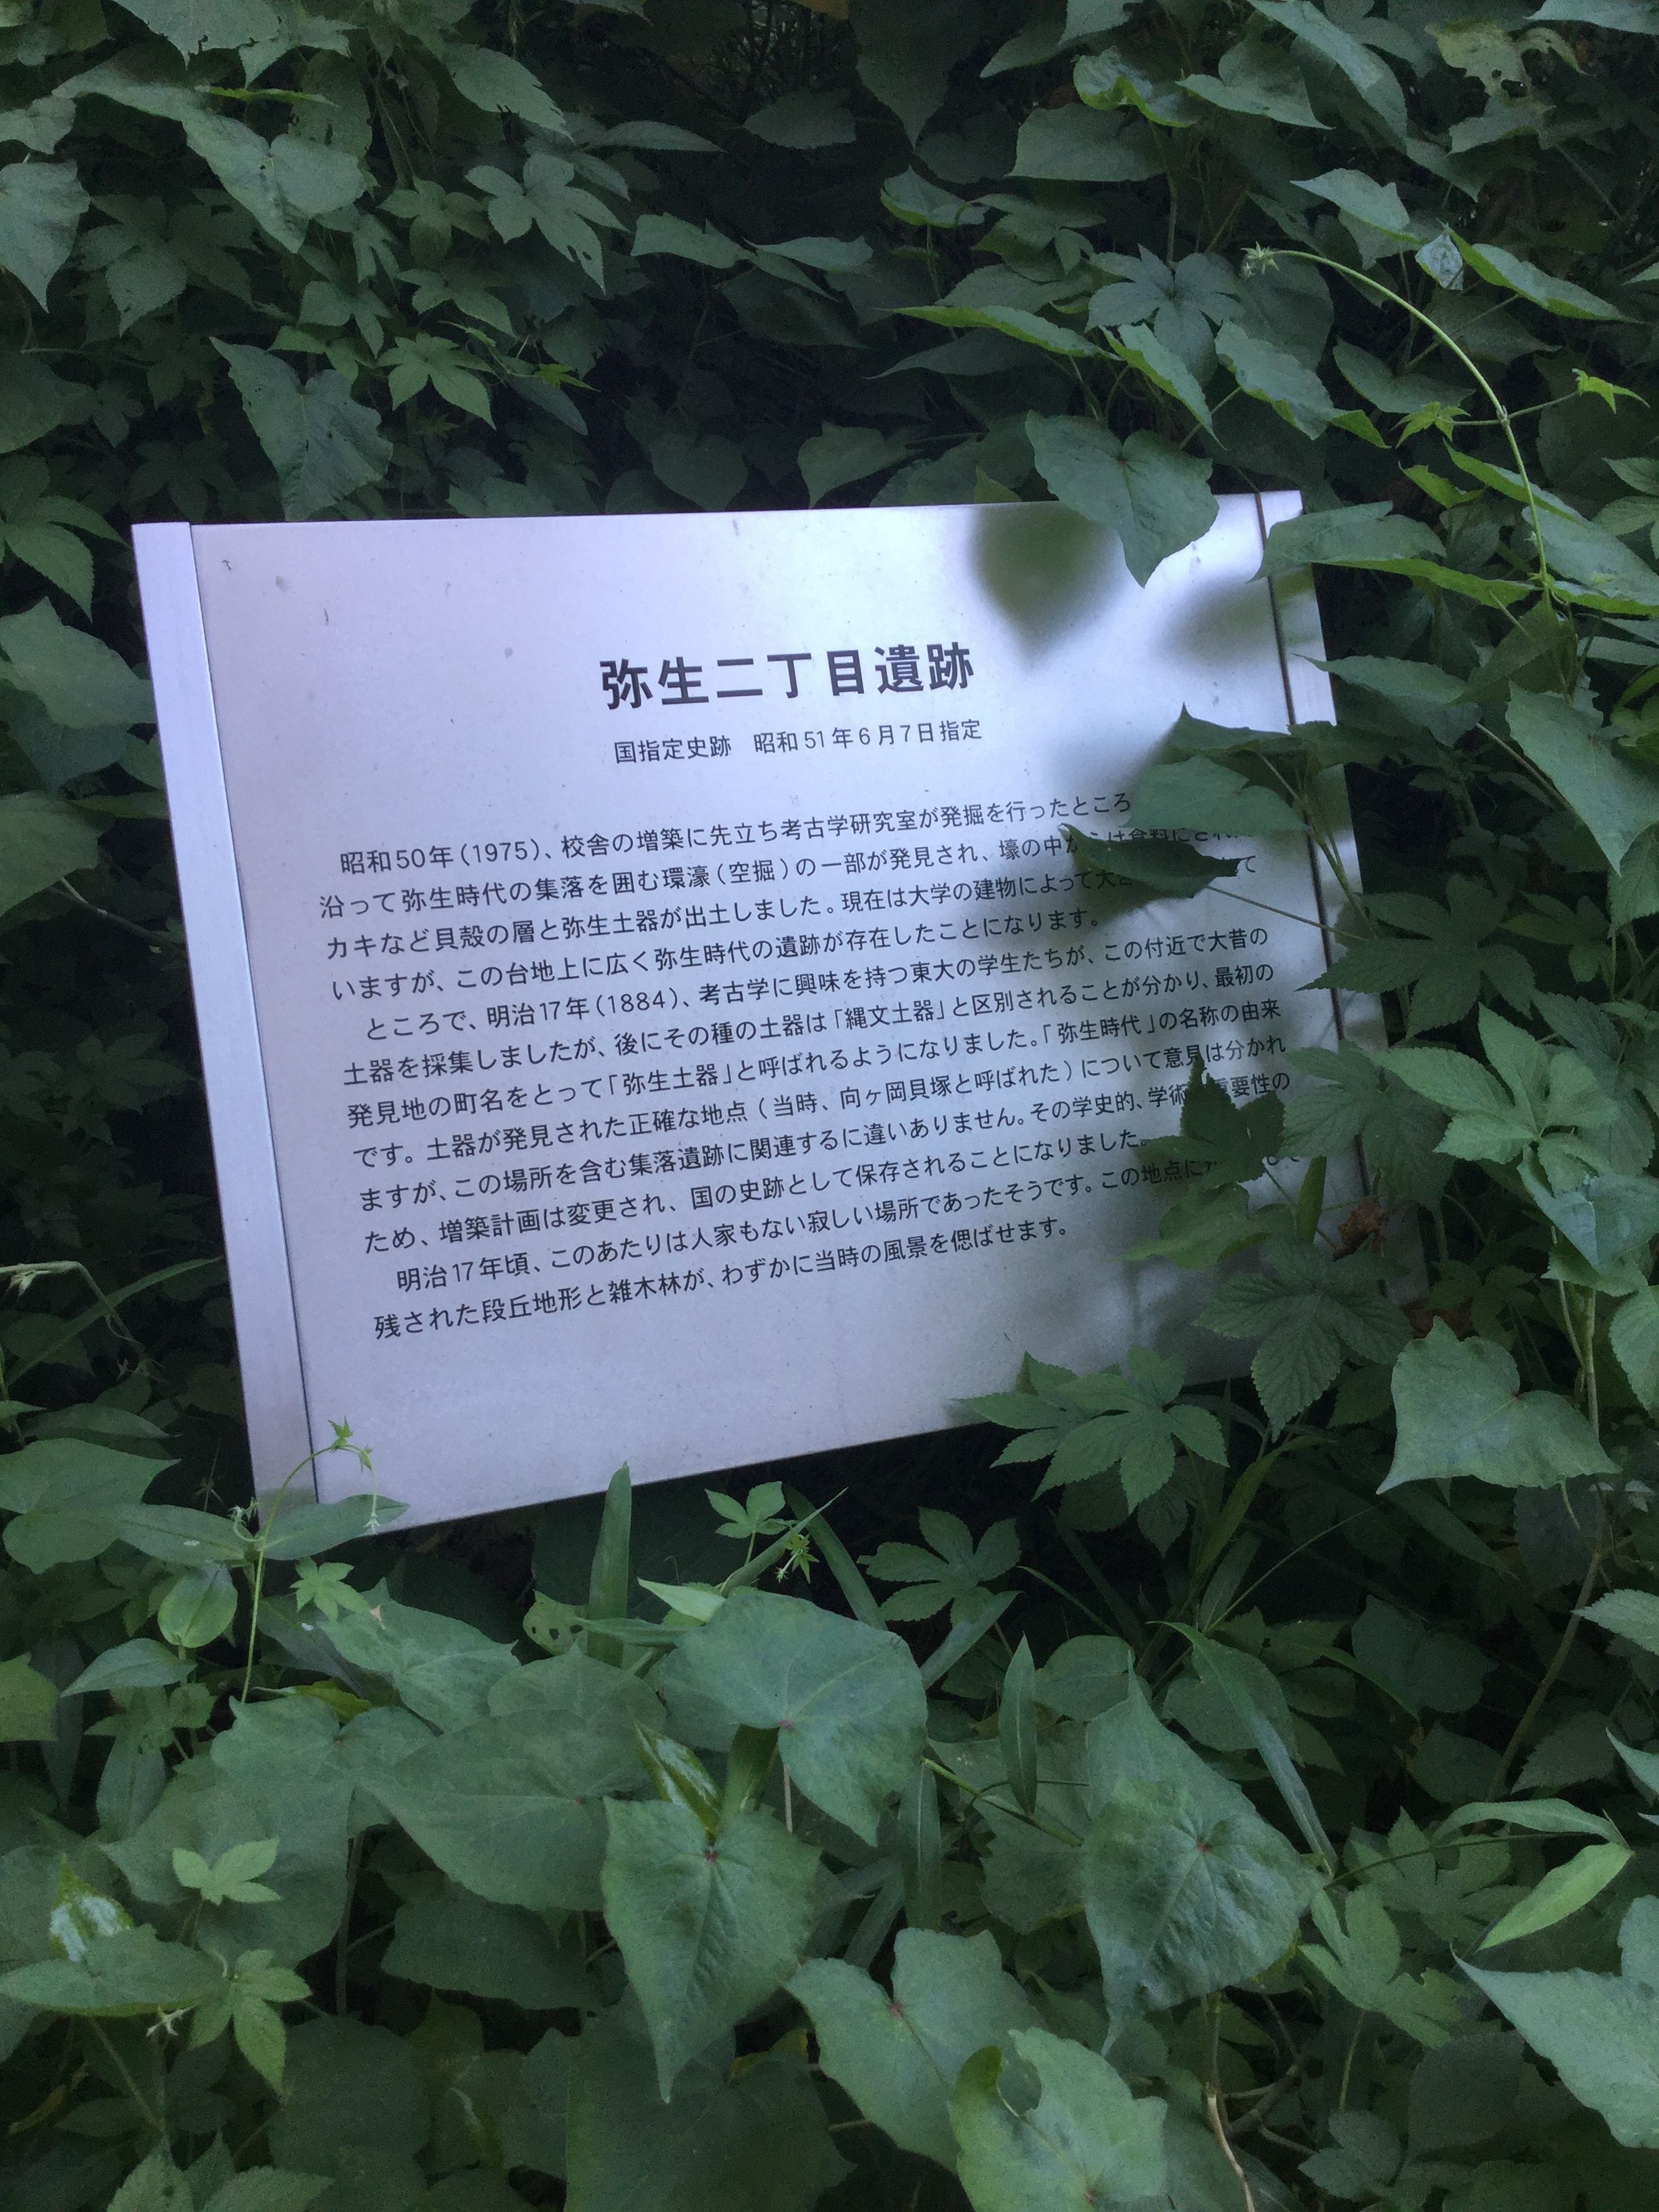 弥生二丁目遺跡
国指定史跡 昭和51年6月7日指定
昭和50年(1975)、校舎の増築に先立ち考古学研究室が発掘を行ったところ
沿って弥生時代の集落を囲む環濠(空掘)の一部が発見され、壕の中からは食料にされ
カキなど貝殻の層と弥生土器が出土しました。現在は大学の建物によって大き て
いますが、この台地上に広く弥生時代の遺跡が存在したことになります。
ところで、明治17年(1884)、考古学に興味を持つ東大の学生たちが、この付近で大昔の
土器を採集しましたが、後にその種の土器は「縄文土器」と区別されることが分かり、最初の
発見地の町名をとって「弥生土器」と呼ばれるようになりました。「弥生時代」の名称の由来
です。土器が発見された正確な地点(当時、向ヶ岡貝塚と呼ばれた)について意見は分かれ
ますが、この場所を含む集落遺跡に関連するに違いありません。その学史的、学術 重要性の
ため、増築計画は変更され、国の史跡として保存されることになりました。
明治17年頃、このあたりは人家もない寂しい場所であったそうです。この地点に
残された段丘地形と雑木林が、わずかに当時の風景を偲ばせます。